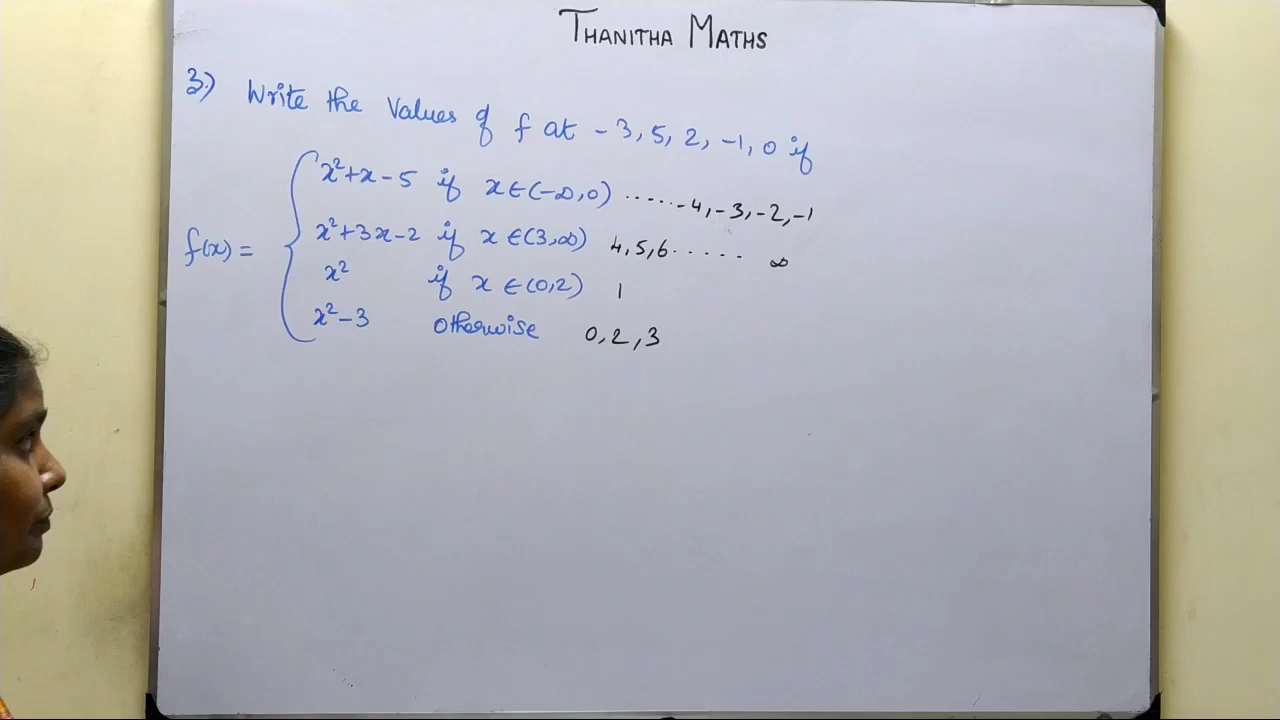 THANITHA MATHS
3.) Write the Values of f at -3, 5, 2, -1, 0 if
f(x) = { x²+x-5 if x∈(-∞,0) ......-4,-3,-2,-1
x²+3x-2 if x∈(3,∞) 4,5,6...... ∞
x² if x∈(0,2) 1
x²-3 otherwise 0,2,3